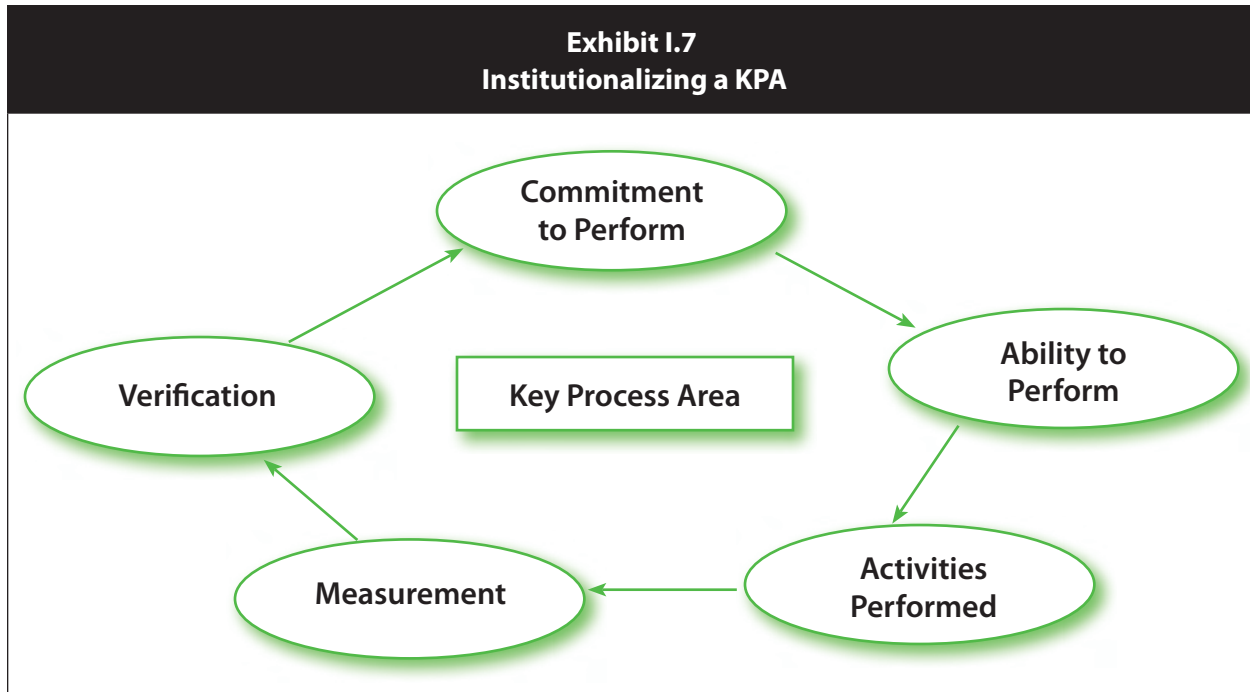 Exhibit I.7
Institutionalizing a KPA
Commitment
to Perform
Ability to
Perform
Verification
Key Process Area
Activities
Performed
Measurement